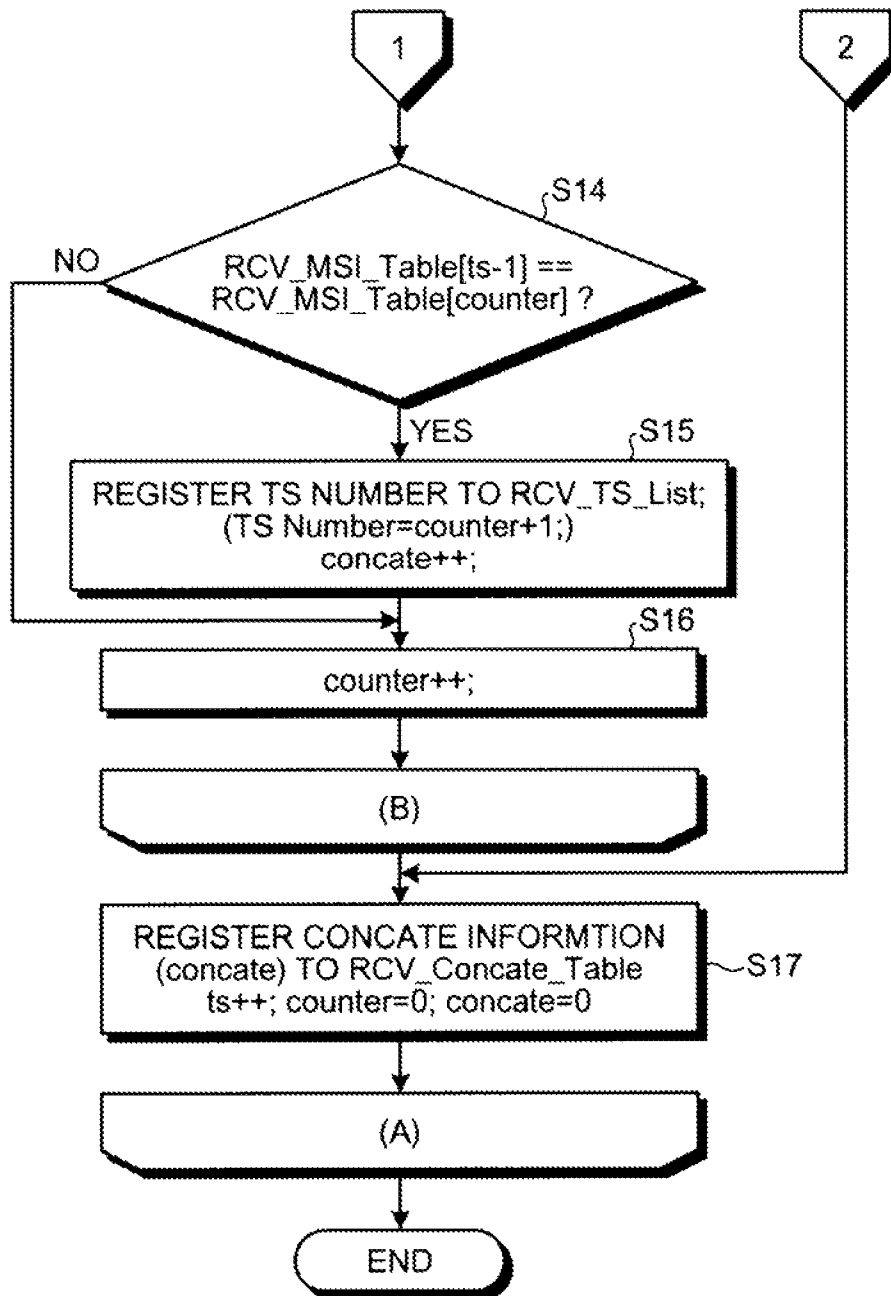 1
2
S14
NO
RCV_MSI_Table[ts-1] ==
RCV_MSI_Table[counter] ?
YES
S15
REGISTER TS NUMBER TO RCV_TS_List;
(TS Number=counter+1;)
concate++;
S16
counter++;
(B)
REGISTER CONCATE INFORMTION
(concate) TO RCV_Concate_Table
ts++; counter=0; concate=0
S17
(A)
END